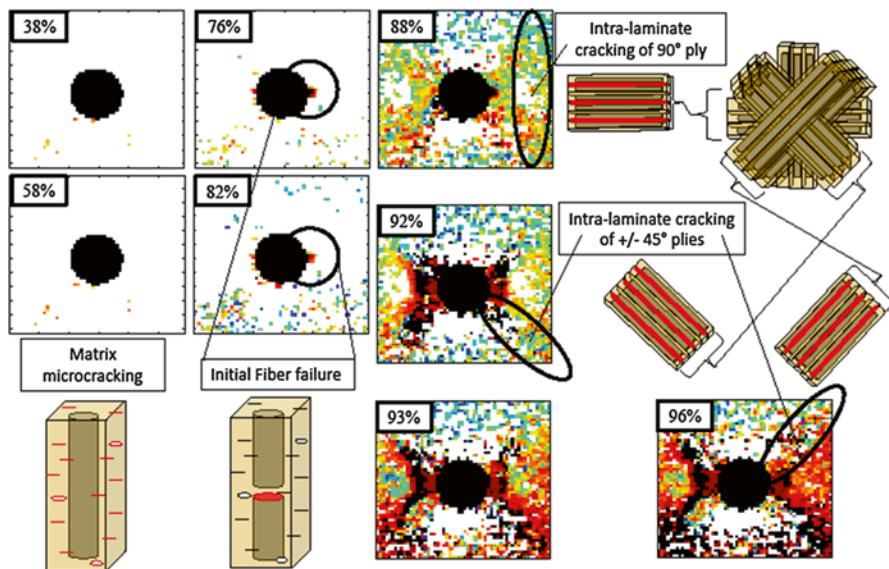 38%
76%
88%
Intra-laminate
cracking of 90° ply
58%
82%
92%
Intra-laminate cracking
of +/- 45° plies
Matrix
microcracking
Initial Fiber failure
93%
96%